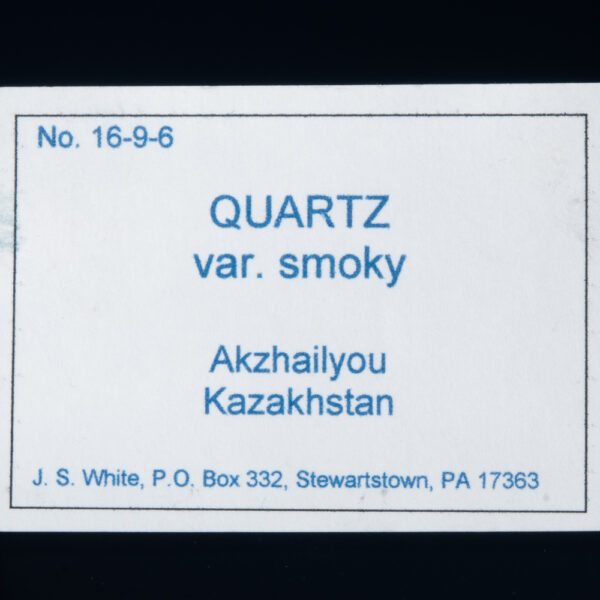 No. 16-9-6
QUARTZ
var. smoky
Akzhailyou
Kazakhstan
J. S. White, P.O. Box 332, Stewartstown, PA 17363